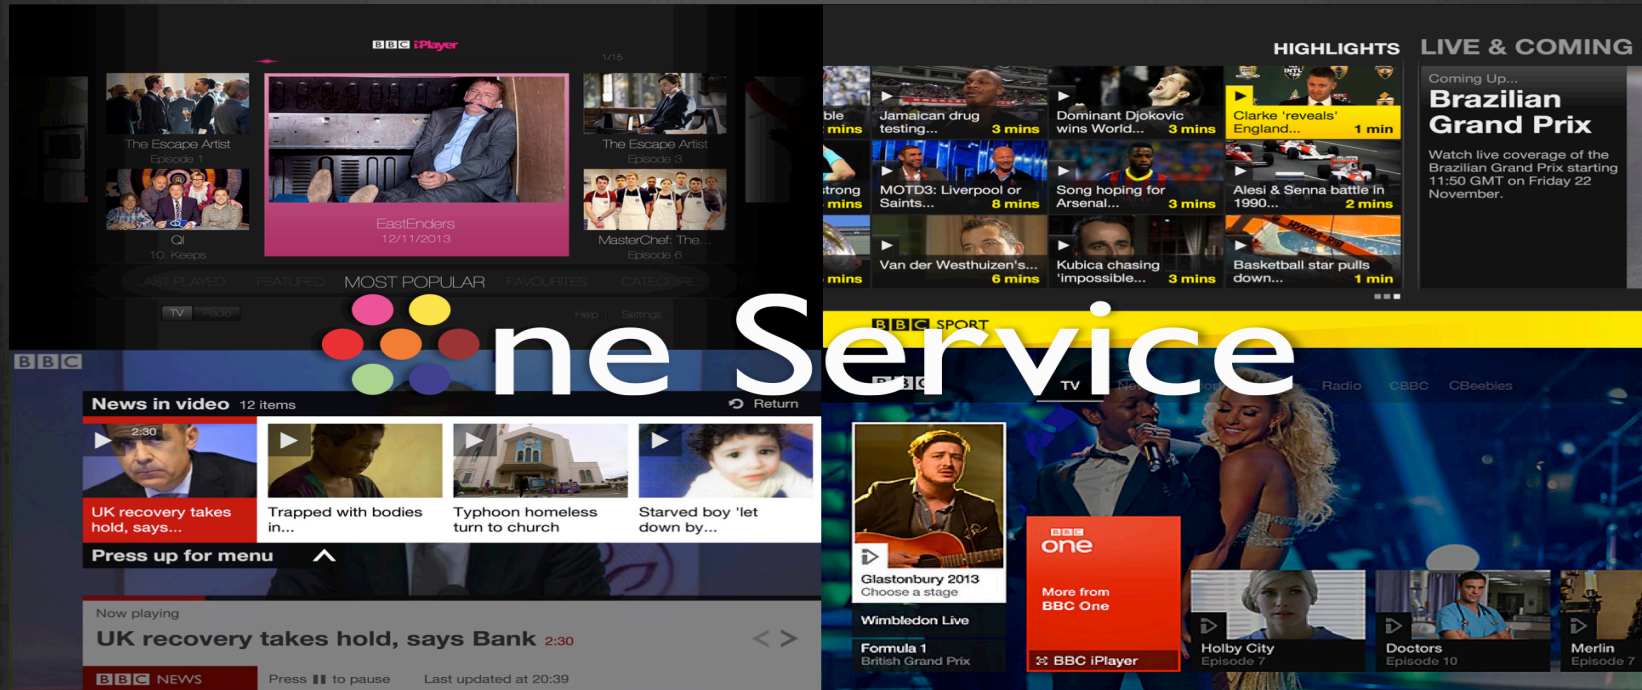 BBC iPlayer
1/15
The Escape Artist
Episode 1
EastEnders
12/11/2013
The Escape Artist
Episode 3
QI
10. Keeps
MasterChef: The...
Episode 6
LAST PLAYED FEATURED MOST POPULAR FAVOURITES CATEGORIES
TV Radio
Help Settings
HIGHLIGHTS
LIVE & COMING
ble
mins
Jamaican drug
testing... 3 mins
Dominant Djokovic
wins World... 3 mins
Clarke 'reveals'
England... 1 min
strong
mins
MOTD3: Liverpool or
Saints... 8 mins
Song hoping for
Arsenal... 3 mins
Alesi & Senna battle in
1990... 2 mins
mins
Van der Westhuizen's...
6 mins
Kubica chasing
'impossible... 3 mins
Basketball star pulls
down... 1 min
Coming Up...
Brazilian
Grand Prix
Watch live coverage of the
Brazilian Grand Prix starting
11:50 GMT on Friday 22
November.
BBC SPORT
ne Service
BBC
News in video 12 items
Return
2:30
UK recovery takes
hold, says...
Trapped with bodies
in...
Typhoon homeless
turn to church
Starved boy 'let
down by...
Press up for menu
Now playing
UK recovery takes hold, says Bank 2:30
BBC NEWS
Press to pause
Last updated at 20:39
BBC
TV
Radio CBBC CBeebies
Glastonbury 2013
Choose a stage
Wimbledon Live
Formula 1
British Grand Prix
BBC
one
More from
BBC One
BBC iPlayer
Holby City
Episode 7
Doctors
Episode 10
Merlin
Episode 7